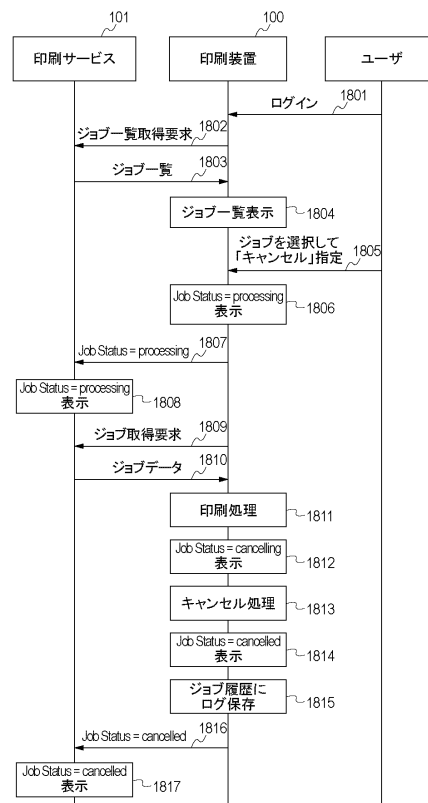 101
100
印刷サービス
印刷装置
ユーザ
ログイン
1801
ジョブ一覧取得要求
1802
ジョブ一覧
1803
ジョブ一覧表示
1804
ジョブを選択して
「キャンセル」指定
1805
Job Status = processing
表示
1806
Job Status = processing
1807
Job Status = processing
表示
1808
ジョブ取得要求
1809
ジョブデータ
1810
印刷処理
1811
Job Status = cancelling
表示
1812
キャンセル処理
1813
Job Status = cancelled
表示
1814
ジョブ履歴に
ログ保存
1815
Job Status = cancelled
1816
Job Status = cancelled
表示
1817